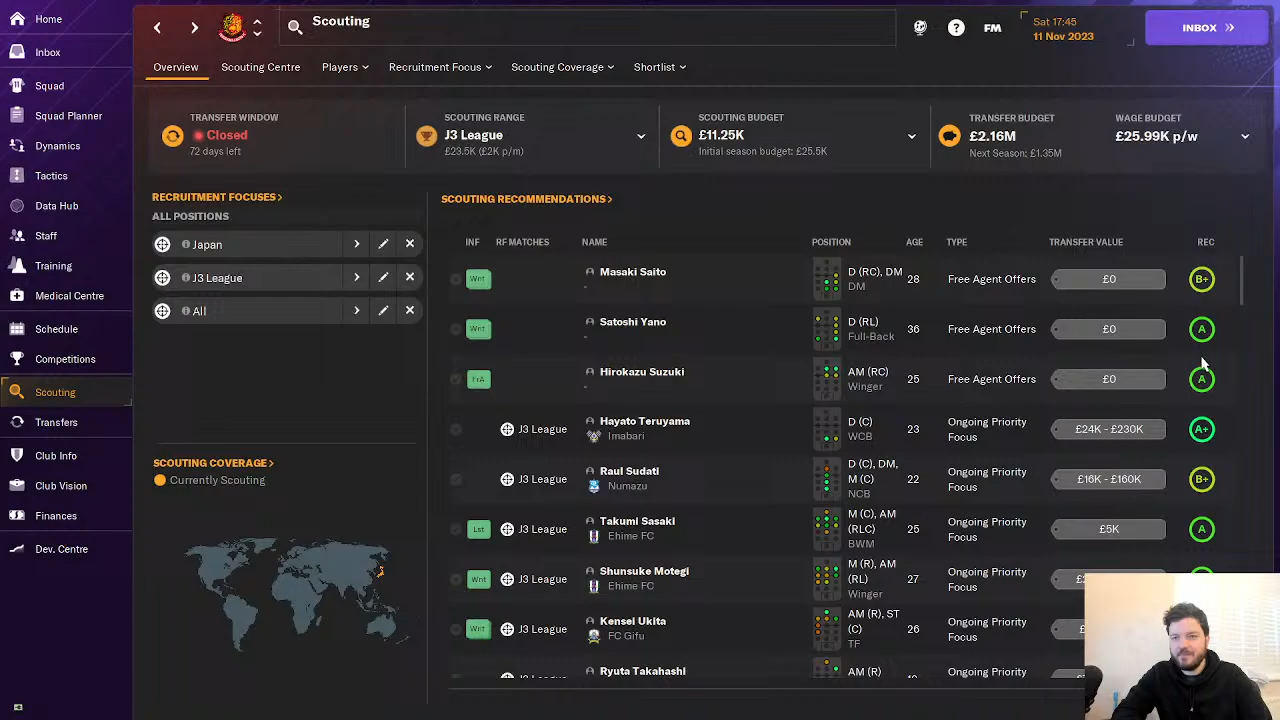 Home
Scouting
FM
Sat 17:45
11 Nov 2023
INBOX
Inbox
Squad
Squad Planner
Dynamics
Tactics
Data Hub
Staff
Training
Medical Centre
Schedule
Competitions
Scouting
Transfers
Club Info
Club Vision
Finances
Dev. Centre
Overview
Scouting Centre
Players
Recruitment Focus
Scouting Coverage
Shortlist
TRANSFER WINDOW
Closed
72 days left
SCOUTING RANGE
J3 League
£23.5K (£2K p/m)
SCOUTING BUDGET
£11.25K
Initial season budget: £25.5K
TRANSFER BUDGET
£2.16M
Next Season: £1.35M
WAGE BUDGET
£25.99K p/w
RECRUITMENT FOCUSES
ALL POSITIONS
Japan
J3 League
All
SCOUTING COVERAGE
Currently Scouting
SCOUTING RECOMMENDATIONS
INF RF MATCHES NAME POSITION AGE TYPE TRANSFER VALUE REC
Wnt Masaki Saito - D (RC), DM DM 28 Free Agent Offers £0 B+
Wnt Satoshi Yano - D (RL) Full-Back 36 Free Agent Offers £0 A
FrA Hirokazu Suzuki - AM (RC) Winger 25 Free Agent Offers £0 A
J3 League Hayato Teruyama Imabari D (C) WCB 23 Ongoing Priority Focus £24K - £230K A+
J3 League Raul Sudati Numazu D (C), DM, M (C) NCB 22 Ongoing Priority Focus £16K - £160K B+
Lst J3 League Takumi Sasaki Ehime FC M (C), AM (RLC) BWM 25 Ongoing Priority Focus £5K A
Wnt J3 League Shunsuke Motegi Ehime FC M (R), AM (RL) Winger 27 Ongoing Priority Focus
Wnt J3 League Kensei Ukita FC Gifu AM (R), ST (C) TF 26 Ongoing Priority Focus
J3 League Ryuta Takahashi AM (R) Ongoing Priority